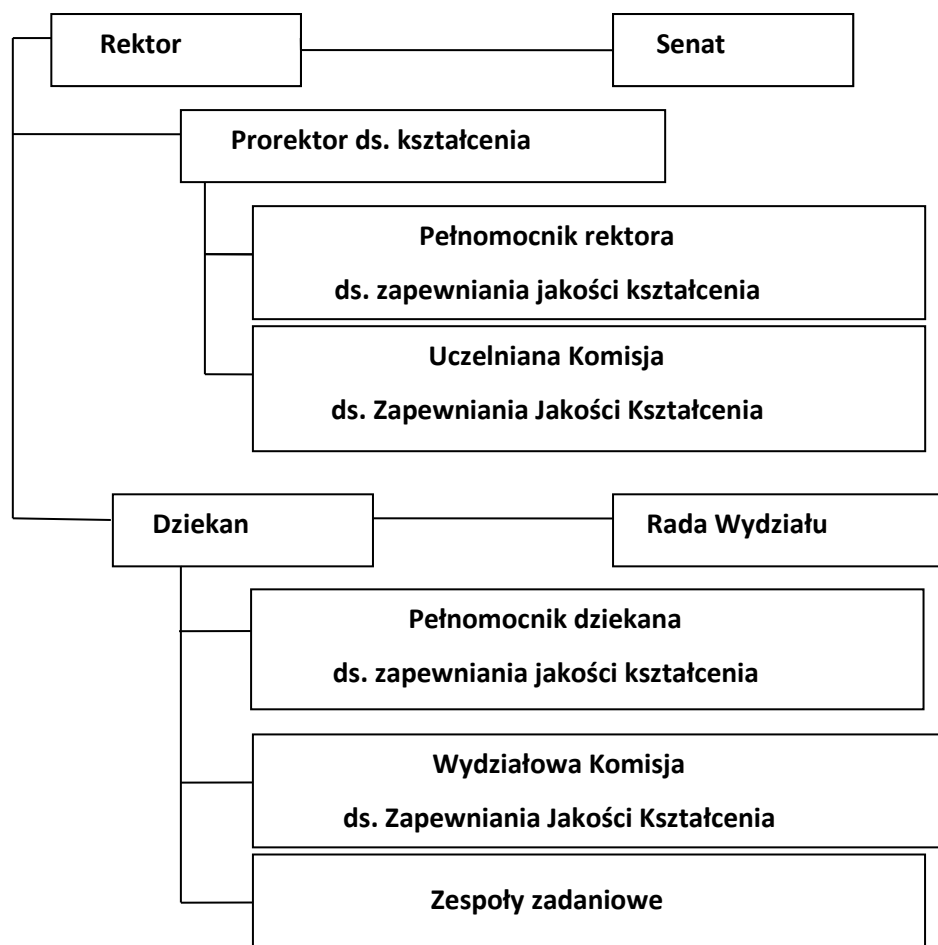 Rektor
Senat
Prorektor ds. kształcenia
Pełnomocnik rektora
ds. zapewniania jakości kształcenia
Uczelniana Komisja
ds. Zapewniania Jakości Kształcenia
Dziekan
Rada Wydziału
Pełnomocnik dziekana
ds. zapewniania jakości kształcenia
Wydziałowa Komisja
ds. Zapewniania Jakości Kształcenia
Zespoły zadaniowe